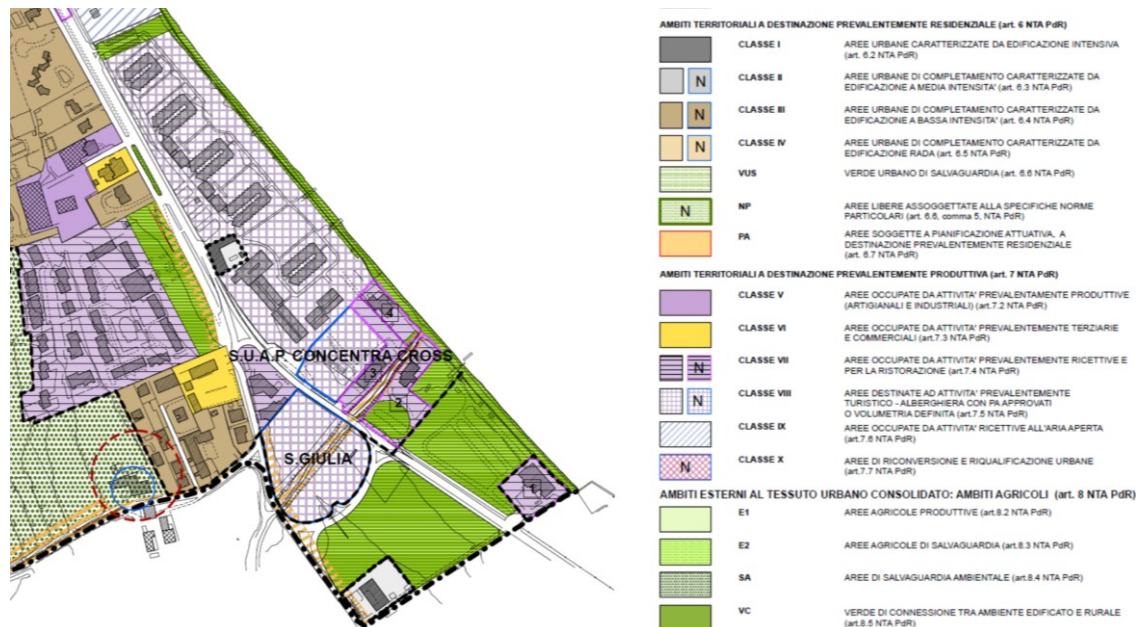 4
S.U.A.P. CONCENTRA CROSS
3
2
S.GIULIA
1
AMBITI TERRITORIALI A DESTINAZIONE PREVALENTEMENTE RESIDENZIALE (art. 6 NTA PdR)
CLASSE I
AREE URBANE CARATTERIZZATE DA EDIFICAZIONE INTENSIVA
(art. 6.2 NTA PdR)
N
CLASSE II
AREE URBANE DI COMPLETAMENTO CARATTERIZZATE DA
EDIFICAZIONE A MEDIA INTENSITA' (art. 6.3 NTA PdR)
N
CLASSE III
AREE URBANE DI COMPLETAMENTO CARATTERIZZATE DA
EDIFICAZIONE A BASSA INTENSITA' (art. 6.4 NTA PdR)
N
CLASSE IV
AREE URBANE DI COMPLETAMENTO CARATTERIZZATE DA
EDIFICAZIONE RADA (art. 6.5 NTA PdR)
VUS
VERDE URBANO DI SALVAGUARDIA (art. 6.6 NTA PdR)
N
NP
AREE LIBERE ASSOGGETTATE ALLA SPECIFICHE NORME
PARTICOLARI (art. 6.6, comma 5, NTA PdR)
PA
AREE SOGGETTE A PIANIFICAZIONE ATTUATIVA, A
DESTINAZIONE PREVALENTEMENTE RESIDENZIALE
(art. 6.7 NTA PdR)
AMBITI TERRITORIALI A DESTINAZIONE PREVALENTEMENTE PRODUTTIVA (art. 7 NTA PdR)
CLASSE V
AREE OCCUPATE DA ATTIVITA' PREVALENTAMENTE PRODUTTIVE
(ARTIGIANALI E INDUSTRIALI) (art.7.2 NTA PdR)
CLASSE VI
AREE OCCUPATE DA ATTIVITA' PREVALENTEMENTE TERZIARIE
E COMMERCIALI (art.7.3 NTA PdR)
N
CLASSE VII
AREE OCCUPATE DA ATTIVITA' PREVALENTEMENTE RICETTIVE E
PER LA RISTORAZIONE (art.7.4 NTA PdR)
N
CLASSE VIII
AREE DESTINATE AD ATTIVITA' PREVALENTEMENTE
TURISTICO - ALBERGHIERA CON PA APPROVATI
O VOLUMETRIA DEFINITA (art.7.5 NTA PdR)
CLASSE IX
AREE OCCUPATE DA ATTIVITA' RICETTIVE ALL'ARIA APERTA
(art.7.6 NTA PdR)
N
CLASSE X
AREE DI RICONVERSIONE E RIQUALIFICAZIONE URBANE
(art.7.7 NTA PdR)
AMBITI ESTERNI AL TESSUTO URBANO CONSOLIDATO: AMBITI AGRICOLI (art. 8 NTA PdR)
E1
AREE AGRICOLE PRODUTTIVE (art.8.2 NTA PdR)
E2
AREE AGRICOLE DI SALVAGUARDIA (art.8.3 NTA PdR)
SA
AREE DI SALVAGUARDIA AMBIENTALE (art.8.4 NTA PdR)
VC
VERDE DI CONNESSIONE TRA AMBIENTE EDIFICATO E RURALE
(art.8.5 NTA PdR)